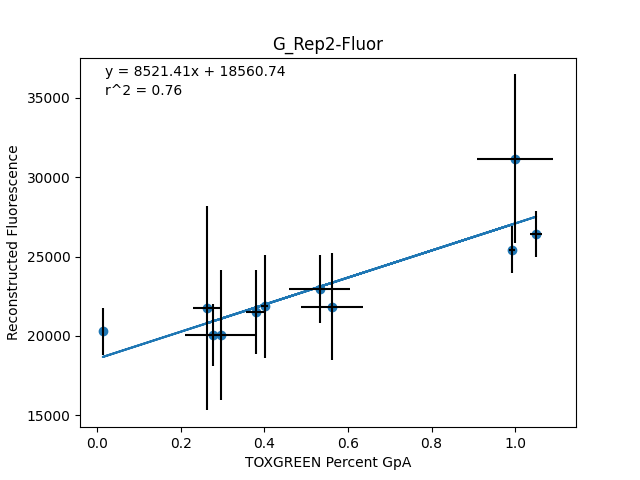 G_Rep2-Fluor
y = 8521.41x + 18560.74
r^2 = 0.76
35000
30000
25000
20000
15000
Reconstructed Fluorescence
0.0 0.2 0.4 0.6 0.8 1.0
TOXGREEN Percent GpA